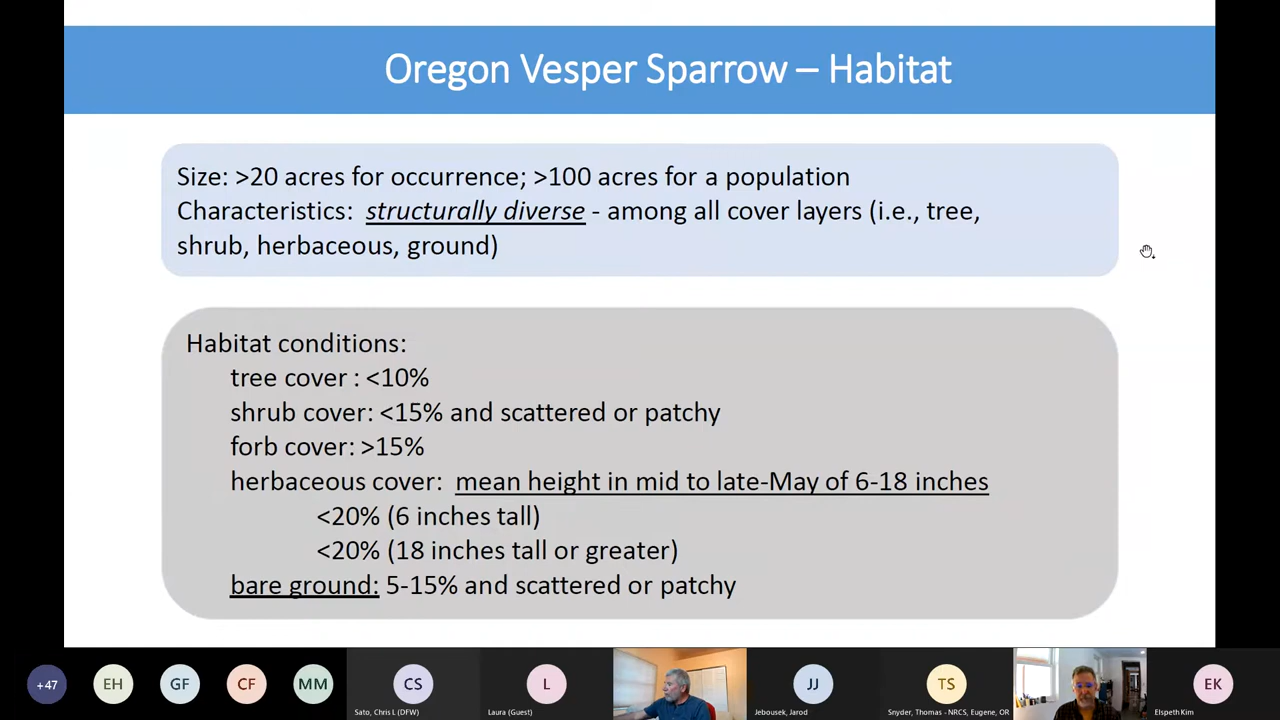 Oregon Vesper Sparrow – Habitat
Size: >20 acres for occurrence; >100 acres for a population
Characteristics: structurally diverse - among all cover layers (i.e., tree,
shrub, herbaceous, ground)
Habitat conditions:
tree cover : <10%
shrub cover: <15% and scattered or patchy
forb cover: >15%
herbaceous cover: mean height in mid to late-May of 6-18 inches
<20% (6 inches tall)
<20% (18 inches tall or greater)
bare ground: 5-15% and scattered or patchy
+47 EH GF CF MM CS L JJ TS EK
Sato, Chris L (DFW) Laura (Guest) Jebousek, Jarod Snyder, Thomas - NRCS, Eugene, OR Elspeth Kim